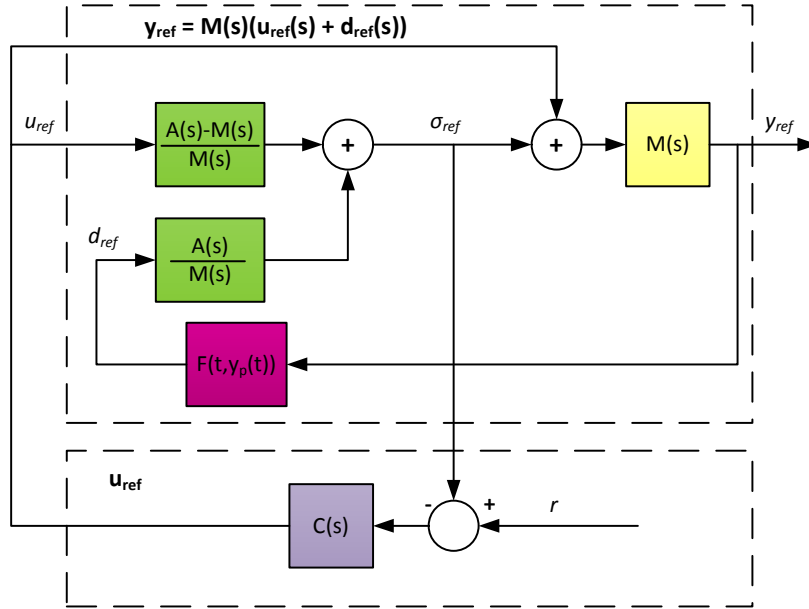 y_ref = M(s)(u_ref(s) + d_ref(s))
u_ref
A(s)-M(s)
M(s)
+
σ_ref
+
M(s)
y_ref
d_ref
A(s)
M(s)
F(t,y_p(t))
u_ref
C(s)
-
+
r